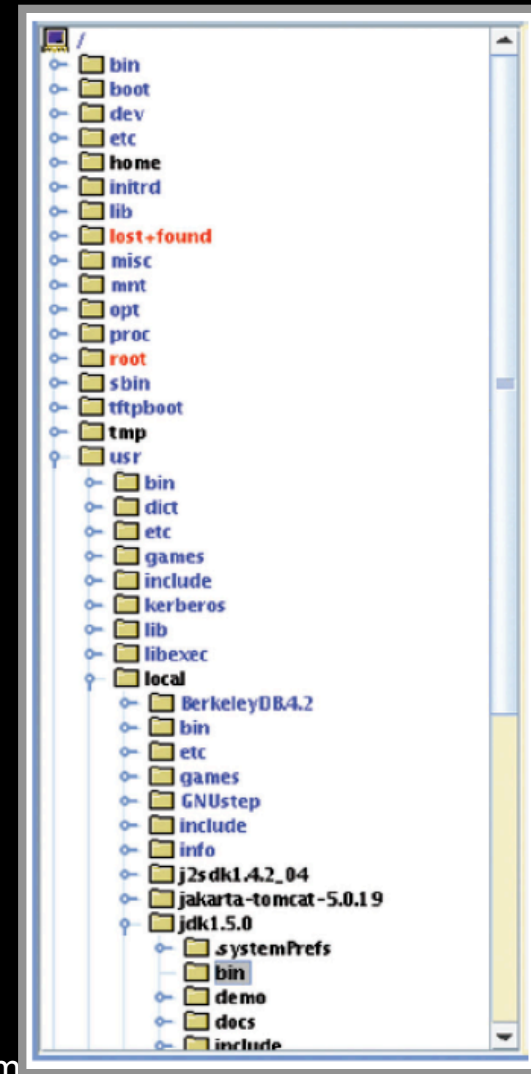 /
bin
boot
dev
etc
home
initrd
lib
lost+found
misc
mnt
opt
proc
root
sbin
tftpboot
tmp
usr
bin
dict
etc
games
include
kerberos
lib
libexec
local
BerkeleyDB.4.2
bin
etc
games
GNUstep
include
info
j2sdk1.4.2_04
jakarta-tomcat-5.0.19
jdk1.5.0
.systemPrefs
bin
demo
docs
include